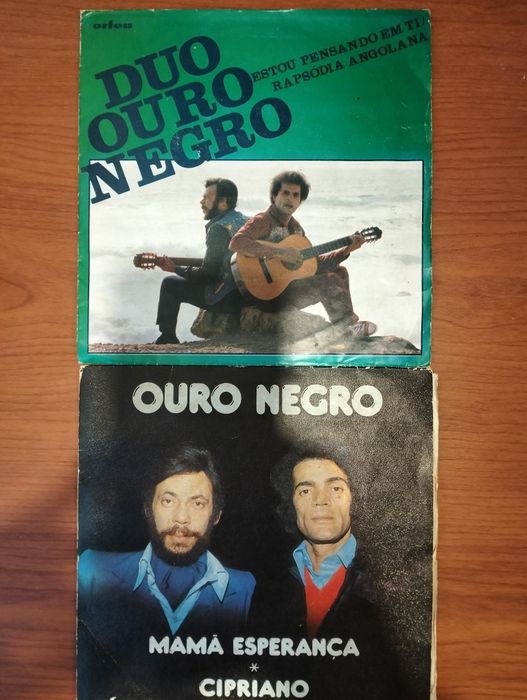 orfeu
DUO
OURO
NEGRO
ESTOU PENSANDO EM TI/
RAPSÓDIA ANGOLANA
OURO NEGRO
MAMÃ ESPERANÇA
*
CIPRIANO